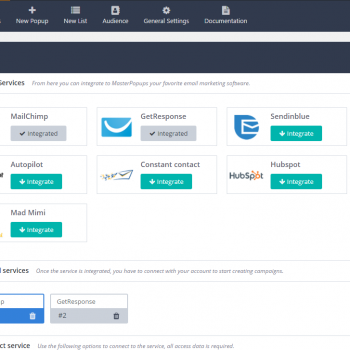 New Popup
New List
Audience
General Settings
Documentation
Services
From here you can integrate to MasterPopups your favorite email marketing software.
MailChimp
Integrated
GetResponse
Integrated
Sendinblue
Integrate
Autopilot
Integrate
Constant contact
Integrate
HubSpot
Hubspot
Integrate
Mad Mimi
Integrate
services
Once the service is integrated, you have to connect with your account to start creating campaigns.
GetResponse
#2
service
Use the following options to connect to the service, all access data is required.